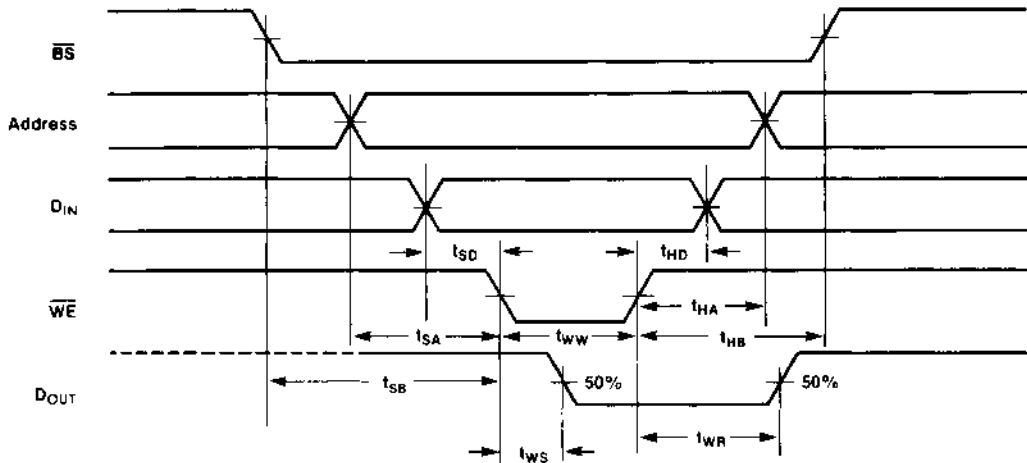 BS
Address
DIN
tSD
tHD
WE
tHA
tSA
tWW
tHB
50%
50%
tSB
DOUT
tWR
tWS